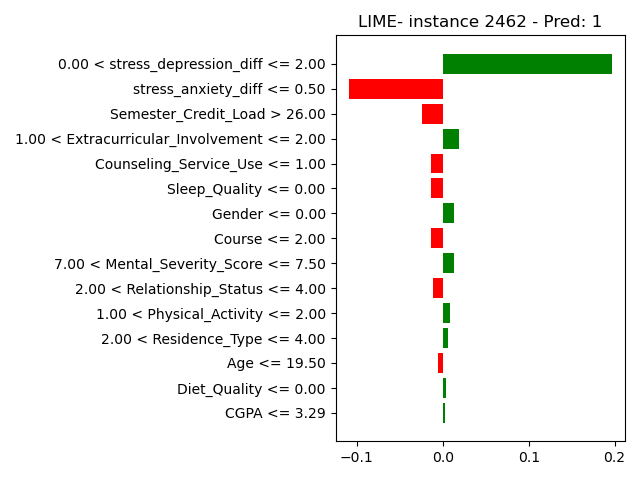 LIME- instance 2462 - Pred: 1
0.00 < stress_depression_diff <= 2.00
stress_anxiety_diff <= 0.50
Semester_Credit_Load > 26.00
1.00 < Extracurricular_Involvement <= 2.00
Counseling_Service_Use <= 1.00
Sleep_Quality <= 0.00
Gender <= 0.00
Course <= 2.00
7.00 < Mental_Severity_Score <= 7.50
2.00 < Relationship_Status <= 4.00
1.00 < Physical_Activity <= 2.00
2.00 < Residence_Type <= 4.00
Age <= 19.50
Diet_Quality <= 0.00
CGPA <= 3.29
−0.1 0.0 0.1 0.2